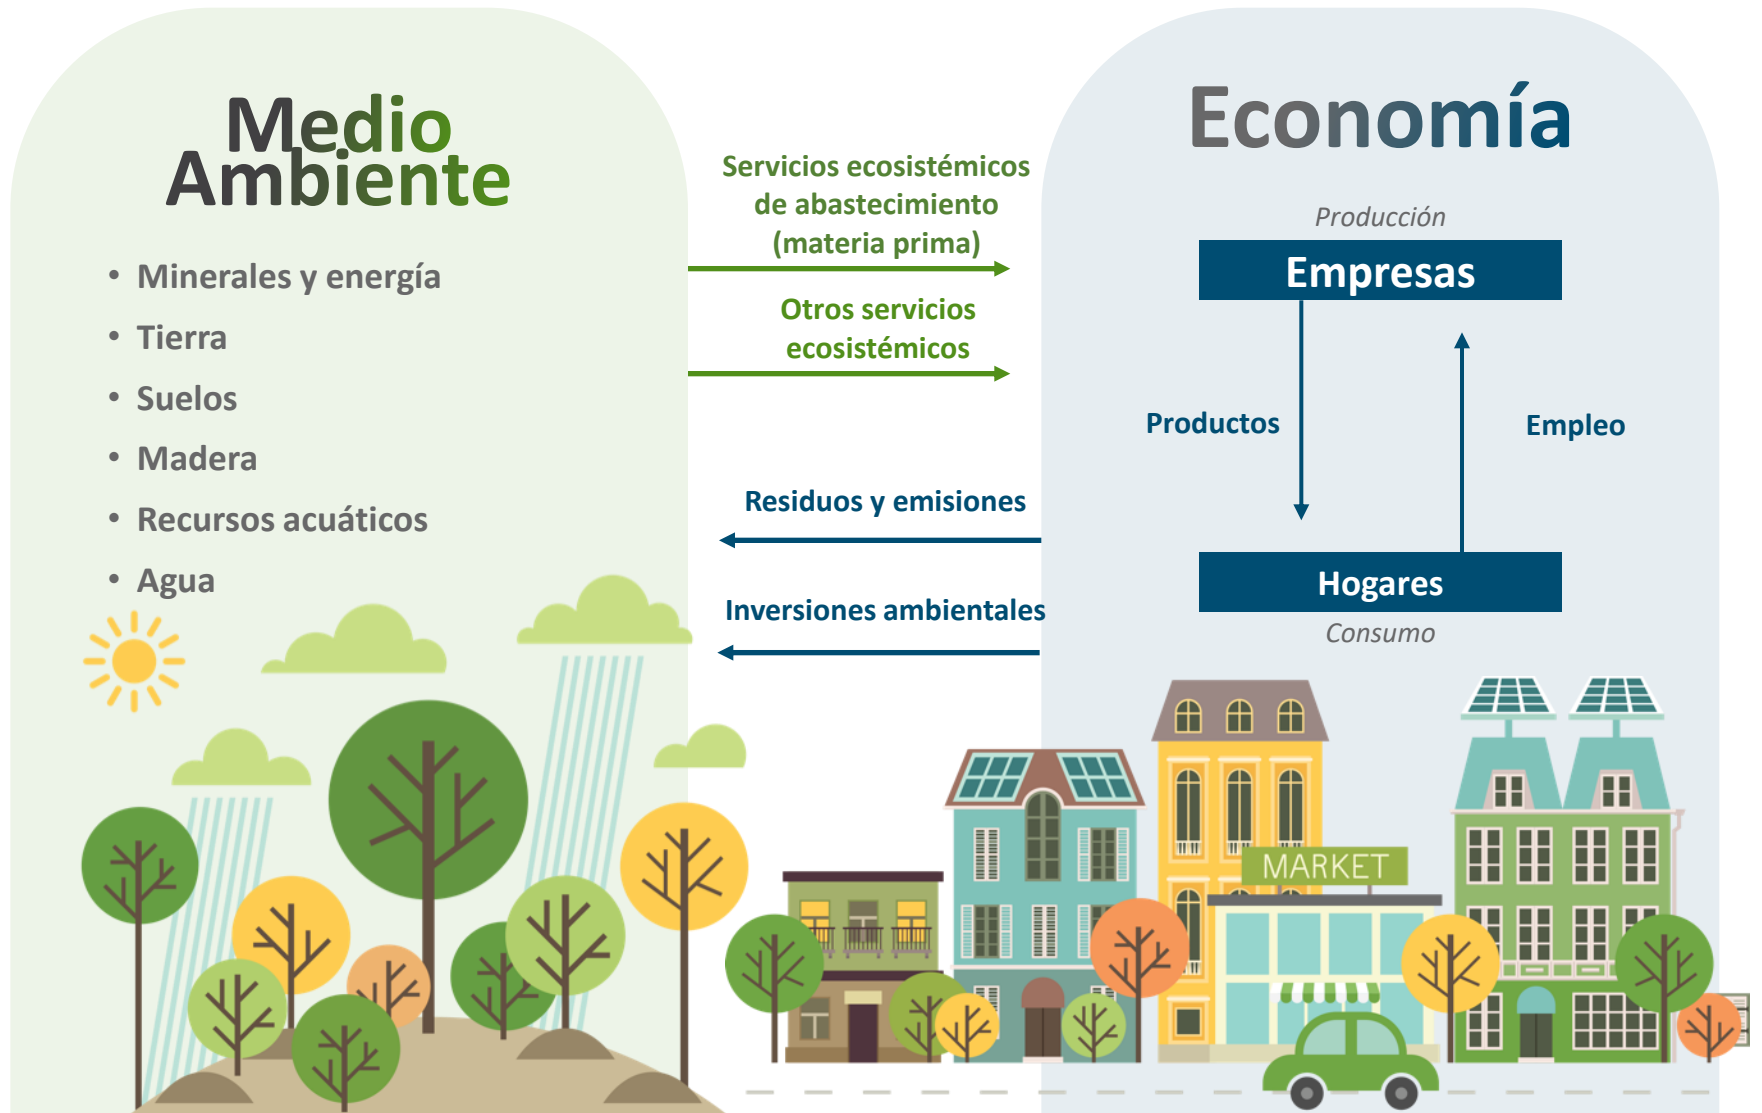 Medio
Ambiente
• Minerales y energía
• Tierra
• Suelos
• Madera
• Recursos acuáticos
• Agua
Servicios ecosistémicos
de abastecimiento
(materia prima)
Otros servicios
ecosistémicos
Residuos y emisiones
Inversiones ambientales
Economía
Producción
Empresas
Productos
Empleo
Hogares
Consumo
MARKET